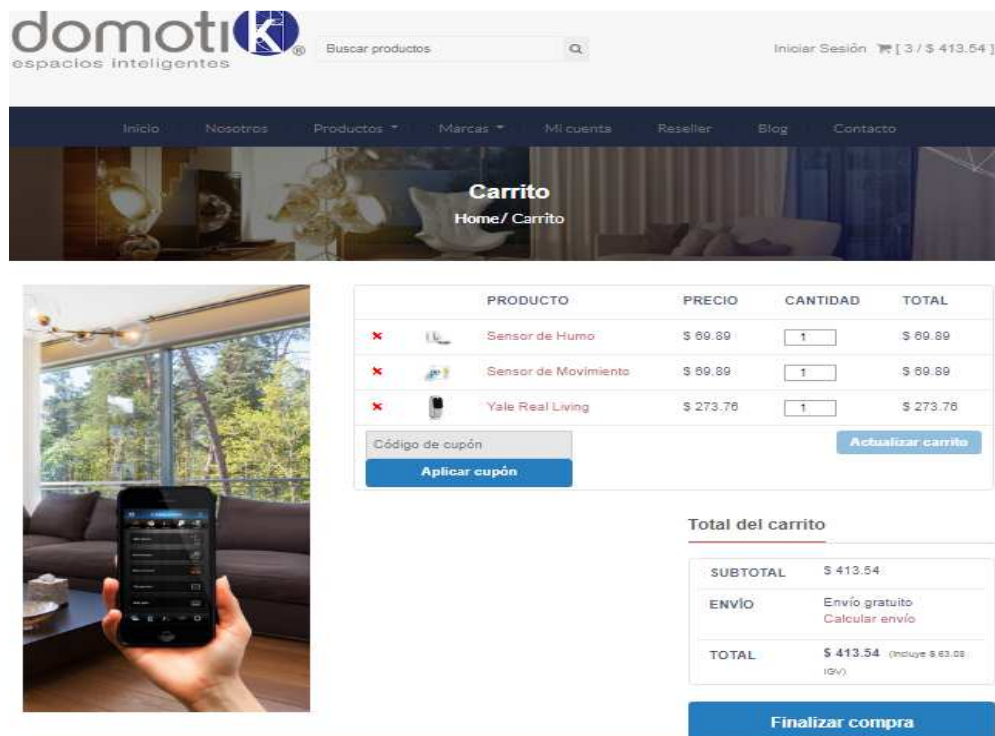 domotik®
espacios inteligentes
Buscar productos
Iniciar Sesión [ 3 / $ 413.54 ]
Inicio Nosotros Productos Marcas Mi cuenta Reseller Blog Contacto
Carrito
Home/ Carrito
PRODUCTO PRECIO CANTIDAD TOTAL
Sensor de Humo $ 69.89 1 $ 69.89
Sensor de Movimiento $ 69.89 1 $ 69.89
Yale Real Living $ 273.76 1 $ 273.76
Código de cupón Actualizar carrito
Aplicar cupón
Total del carrito
SUBTOTAL $ 413.54
ENVÍO Envío gratuito
Calcular envío
TOTAL $ 413.54 (Incluye $ 63.08
IGV)
Finalizar compra